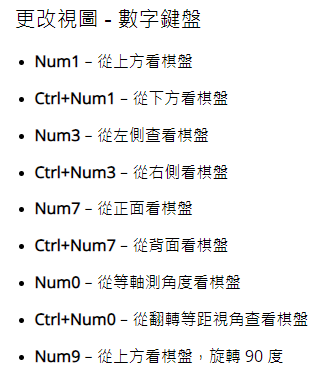 更改視圖 - 數字鍵盤
• Num1 – 從上方看棋盤
• Ctrl+Num1 – 從下方看棋盤
• Num3 – 從左側查看棋盤
• Ctrl+Num3 – 從右側看棋盤
• Num7 – 從正面看棋盤
• Ctrl+Num7 – 從背面看棋盤
• Num0 – 從等軸測角度看棋盤
• Ctrl+Num0 – 從翻轉等距視角查看棋盤
• Num9 – 從上方看棋盤，旋轉 90 度